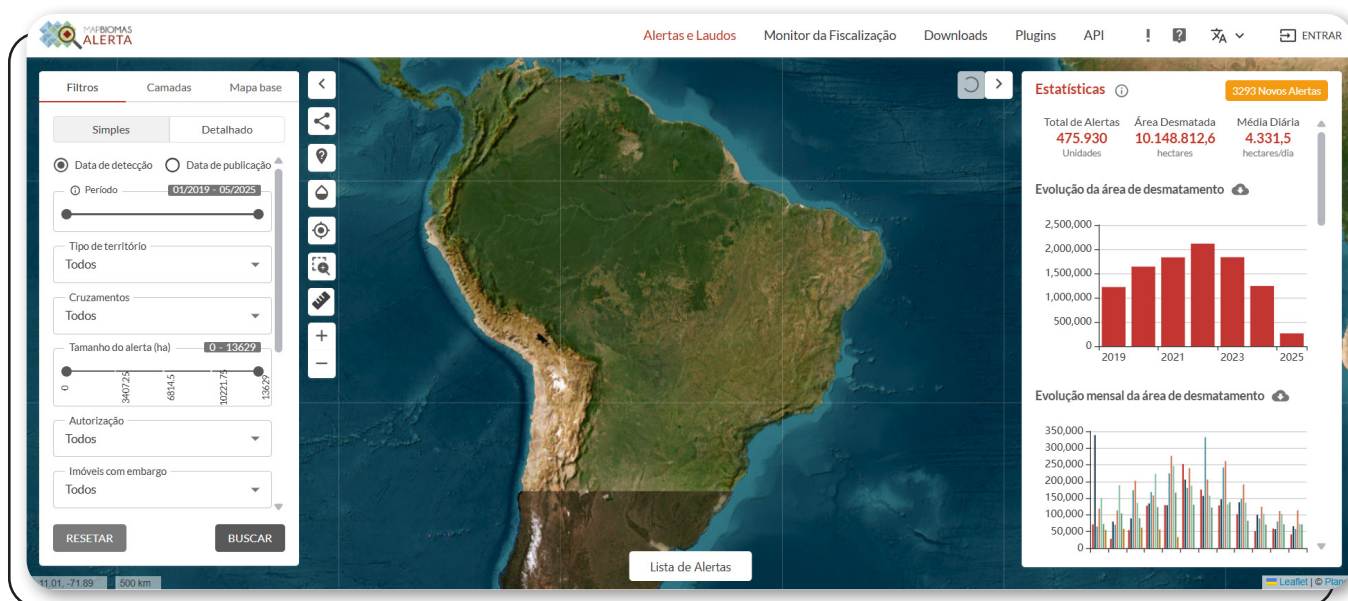 MAPBIOMAS
ALERTA
Alertas e Laudos
Monitor da Fiscalização
Downloads
Plugins
API
ENTRAR
Filtros
Camadas
Mapa base
Simples
Detalhado
Data de detecção
Data de publicação
Período
01/2019 - 05/2025
Tipo de território
Todos
Cruzamentos
Todos
Tamanho do alerta (ha)
0 - 13629
0
3407.25
6814.5
10221.75
13629
Autorização
Todos
Imóveis com embargo
Todos
RESETAR
BUSCAR
11.01, -71.89
500 km
Lista de Alertas
Estatísticas
3293 Novos Alertas
Total de Alertas
475.930
Unidades
Área Desmatada
10.148.812,6
hectares
Média Diária
4.331,5
hectares/dia
Evolução da área de desmatamento
2,500,000
2,000,000
1,500,000
1,000,000
500,000
0
2019
2021
2023
2025
Evolução mensal da área de desmatamento
350,000
300,000
250,000
200,000
150,000
100,000
50,000
0
Leaflet | © Plan